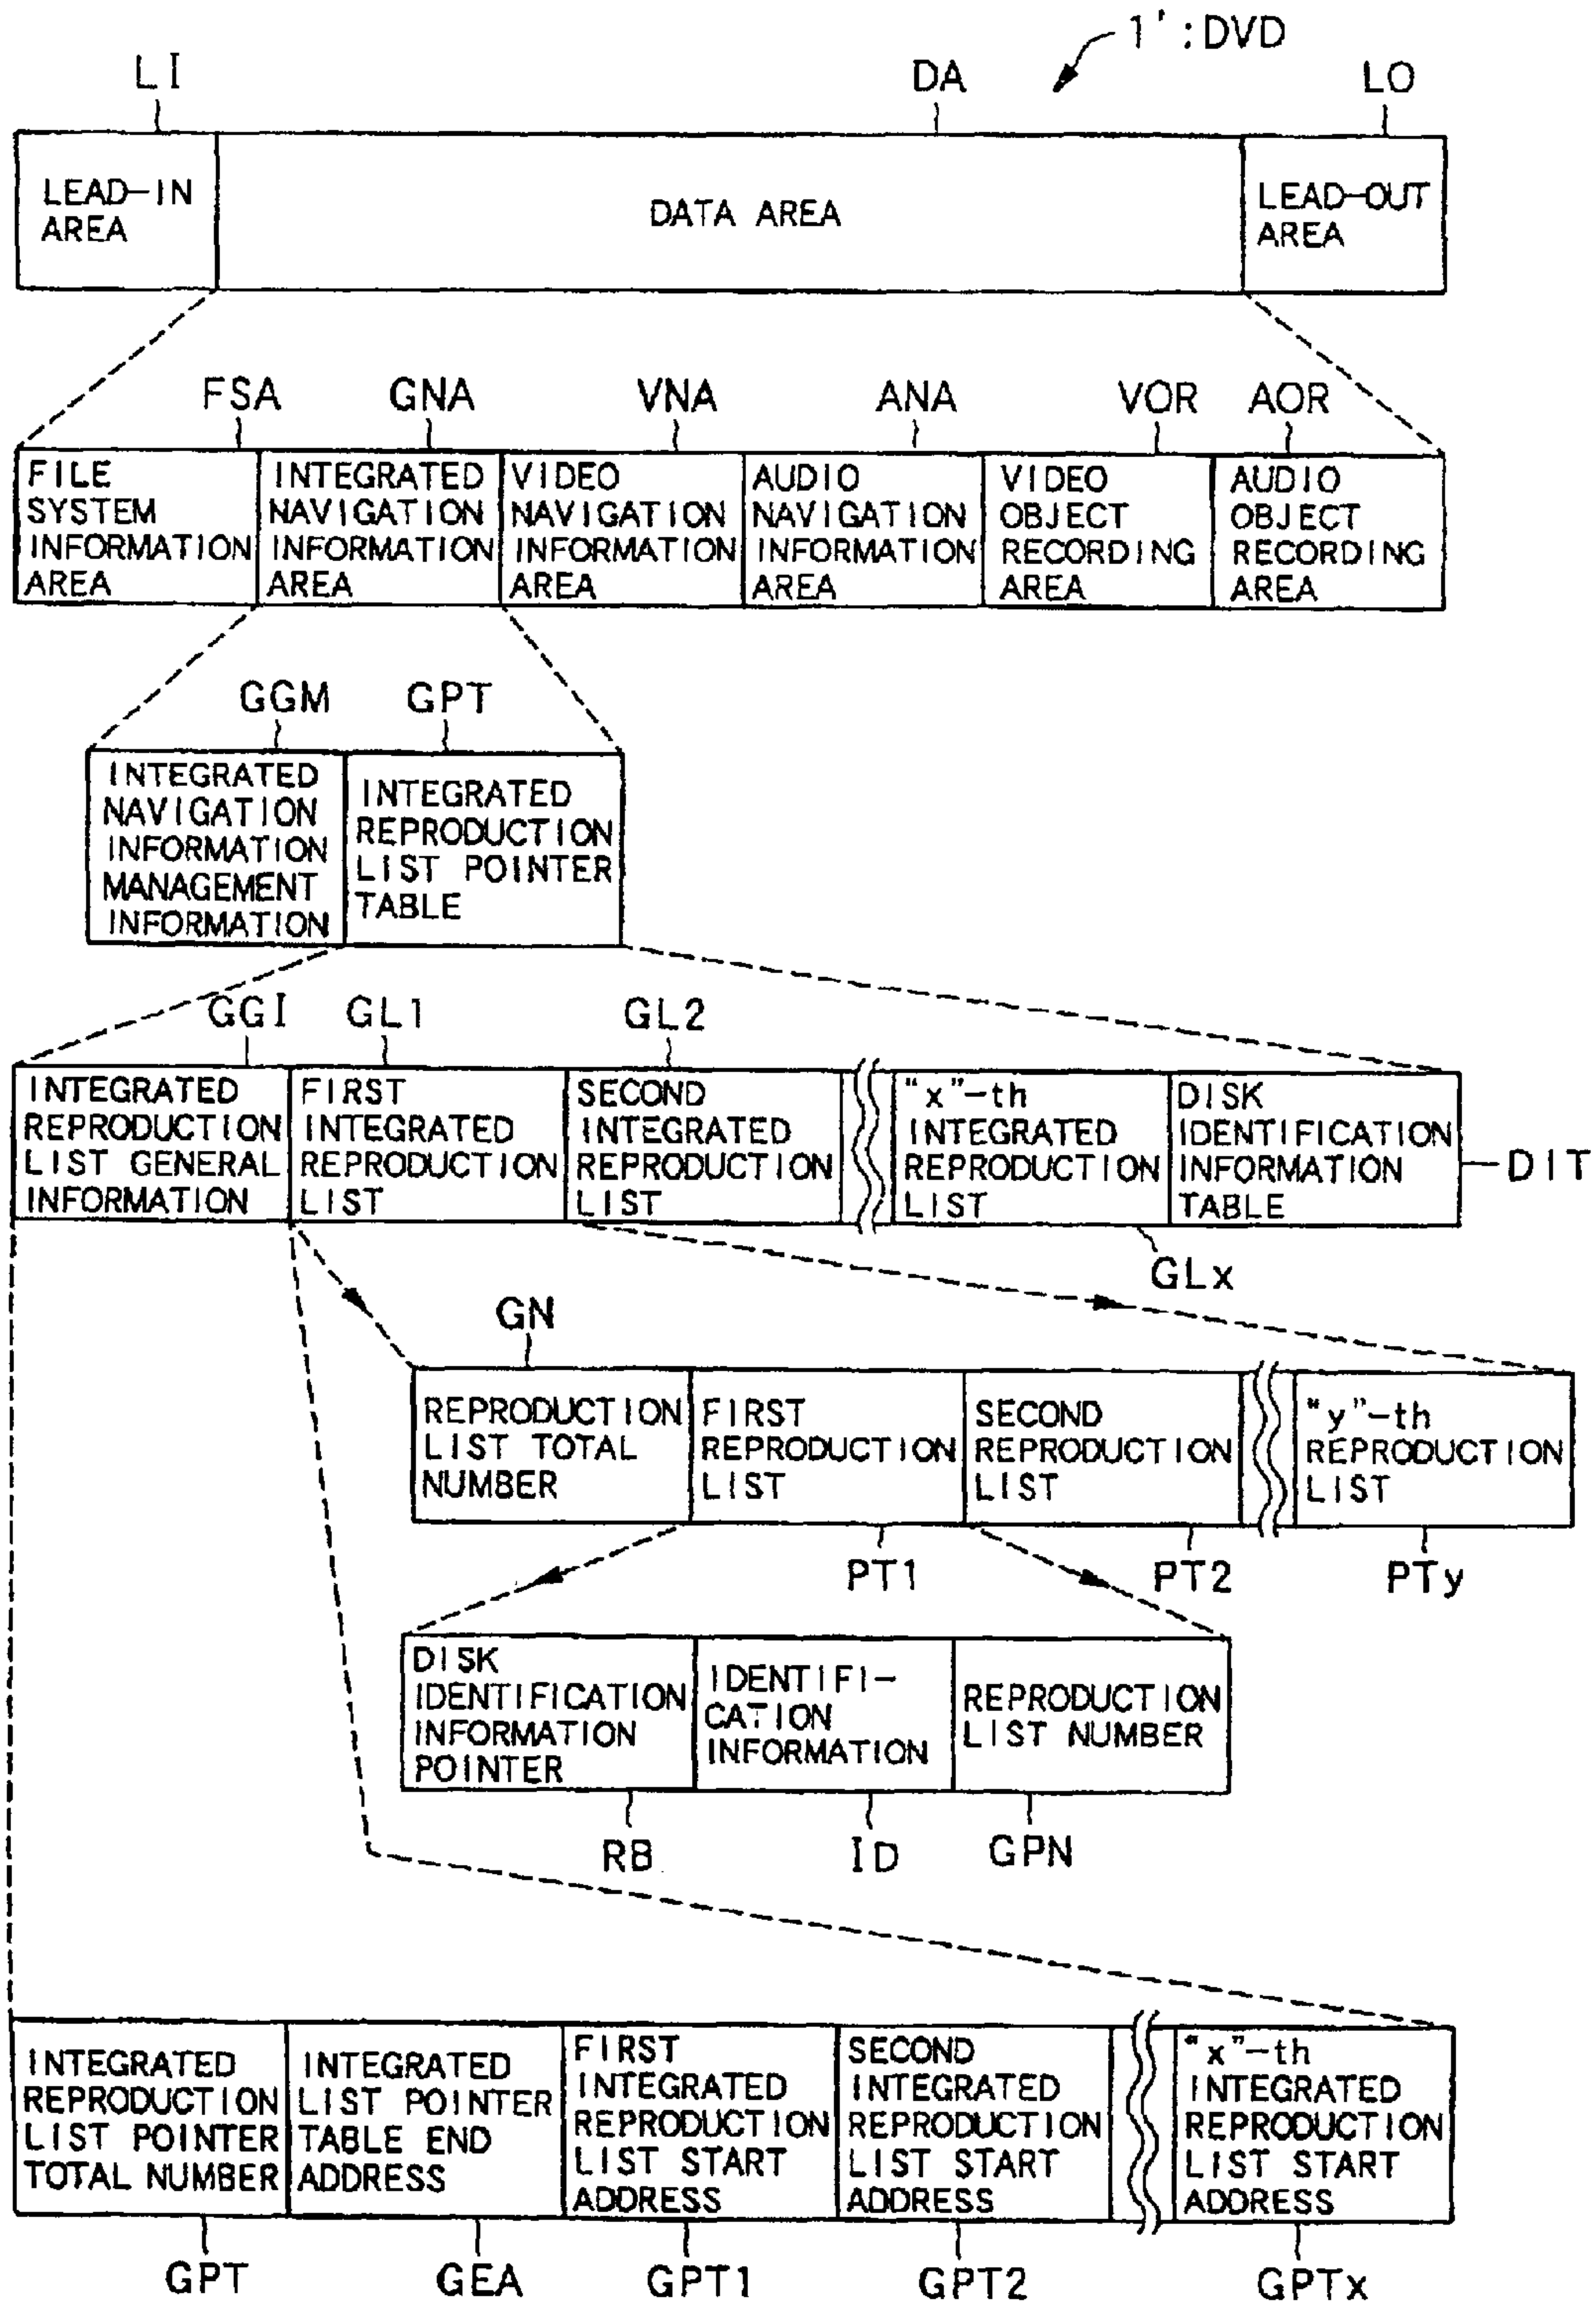 1':DVD
LI
DA
LO
LEAD-IN
AREA
DATA AREA
LEAD-OUT
AREA
FSA
GNA
VNA
ANA
VOR
AOR
FILE
SYSTEM
INFORMATION
AREA
INTEGRATED
NAVIGATION
INFORMATION
AREA
VIDEO
NAVIGATION
INFORMATION
AREA
AUDIO
NAVIGATION
INFORMATION
AREA
VIDEO
OBJECT
RECORDING
AREA
AUDIO
OBJECT
RECORDING
AREA
GGM
GPT
INTEGRATED
NAVIGATION
INFORMATION
MANAGEMENT
INFORMATION
INTEGRATED
REPRODUCTION
LIST POINTER
TABLE
GGI
GL1
GL2
INTEGRATED
REPRODUCTION
LIST GENERAL
INFORMATION
FIRST
INTEGRATED
REPRODUCTION
LIST
SECOND
INTEGRATED
REPRODUCTION
LIST
"x"-th
INTEGRATED
REPRODUCTION
LIST
DISK
IDENTIFICATION
INFORMATION
TABLE
DIT
GLx
GN
REPRODUCTION
LIST TOTAL
NUMBER
FIRST
REPRODUCTION
LIST
SECOND
REPRODUCTION
LIST
"y"-th
REPRODUCTION
LIST
PT1
PT2
PTy
DISK
IDENTIFICATION
INFORMATION
POINTER
IDENTIFI-
CATION
INFORMATION
REPRODUCTION
LIST NUMBER
RB
ID
GPN
INTEGRATED
REPRODUCTION
LIST POINTER
TOTAL NUMBER
INTEGRATED
LIST POINTER
TABLE END
ADDRESS
FIRST
INTEGRATED
REPRODUCTION
LIST START
ADDRESS
SECOND
INTEGRATED
REPRODUCTION
LIST START
ADDRESS
"x"-th
INTEGRATED
REPRODUCTION
LIST START
ADDRESS
GPT
GEA
GPT1
GPT2
GPTx